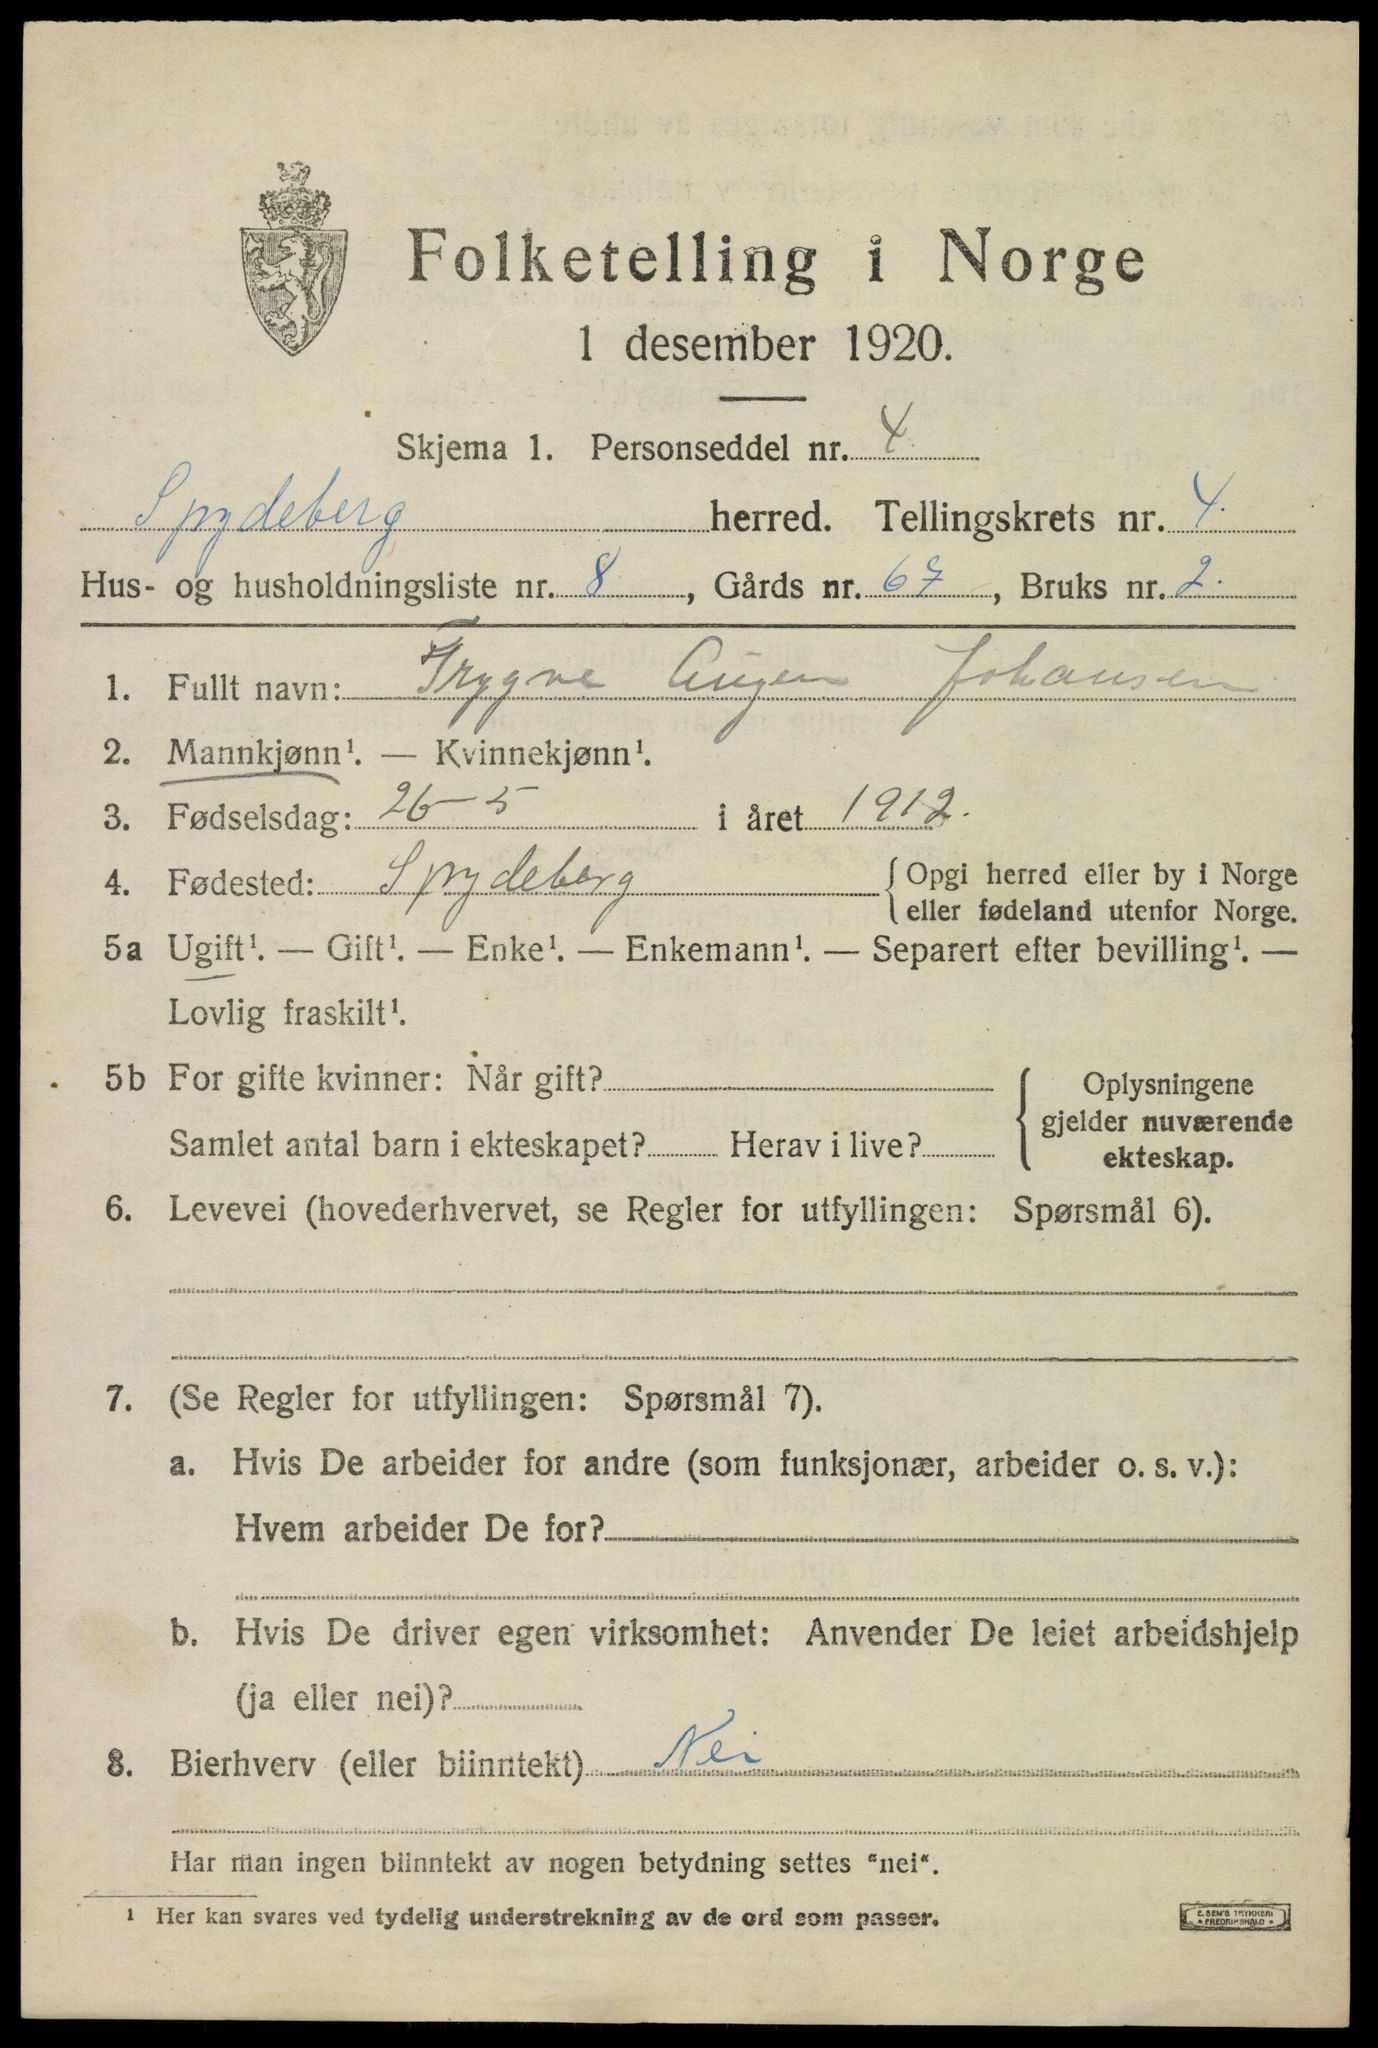 Folketelling i Norge
1 desember 1920.
Skjema 1. Personseddel nr. 4
Spydeberg herred. Tellingskrets nr. 4.
Hus- og husholdningsliste nr. 8, Gårds nr. 67, Bruks nr. 2.
1. Fullt navn: Trygve Johansen
2. Mannkjønn¹. — Kvinnekjønn¹.
3. Fødselsdag: 26-5 i året 1912.
4. Fødested: Spydeberg { Opgi herred eller by i Norge
eller fødeland utenfor Norge.
5a Ugift¹. — Gift¹. — Enke¹. — Enkemann¹. — Separert efter bevilling¹. —
Lovlig fraskilt¹.
5b For gifte kvinner: Når gift?
Samlet antal barn i ekteskapet? Herav i live?
{ Oplysningene
gjelder nuværende
ekteskap.
6. Levevei (hovederhvervet, se Regler for utfyllingen: Spørsmål 6).
7. (Se Regler for utfyllingen: Spørsmål 7).
a. Hvis De arbeider for andre (som funksjonær, arbeider o. s. v.):
Hvem arbeider De for?
b. Hvis De driver egen virksomhet: Anvender De leiet arbeidshjelp
(ja eller nei)?
8. Bierhverv (eller biinntekt) Nei
Har man ingen biinntekt av nogen betydning settes "nei".
¹ Her kan svares ved tydelig understrekning av de ord som passer.
E. SEM'S TRYKKERI
• FREDRIKSHALD •